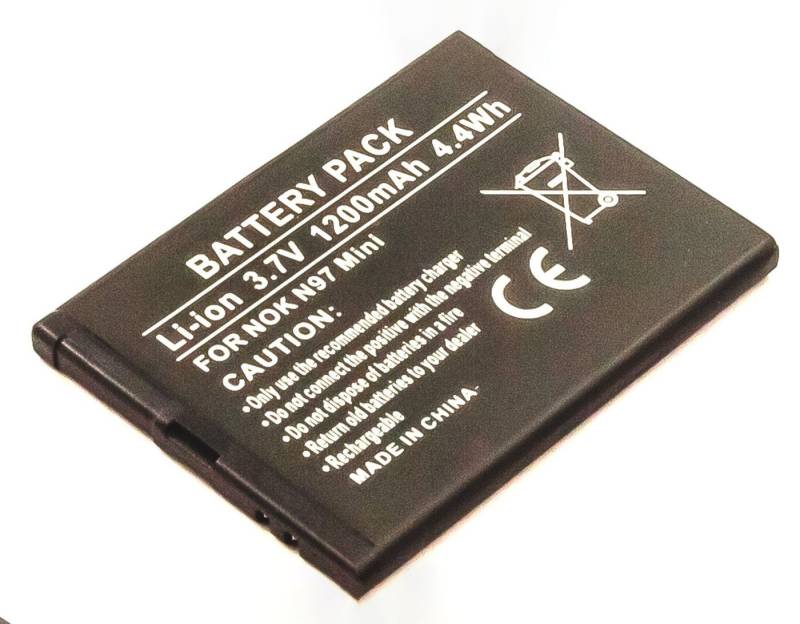 BATTERY PACK
Li-ion 3.7V 1200mAh 4.4Wh
FOR NOK N97 Mini
CAUTION:
•Only use the recommended battery charger
•Do not connect the positive with the negative terminal
•Do not dispose of batteries in a fire
•Return old batteries to your dealer
•Rechargeable
MADE IN CHINA
CE